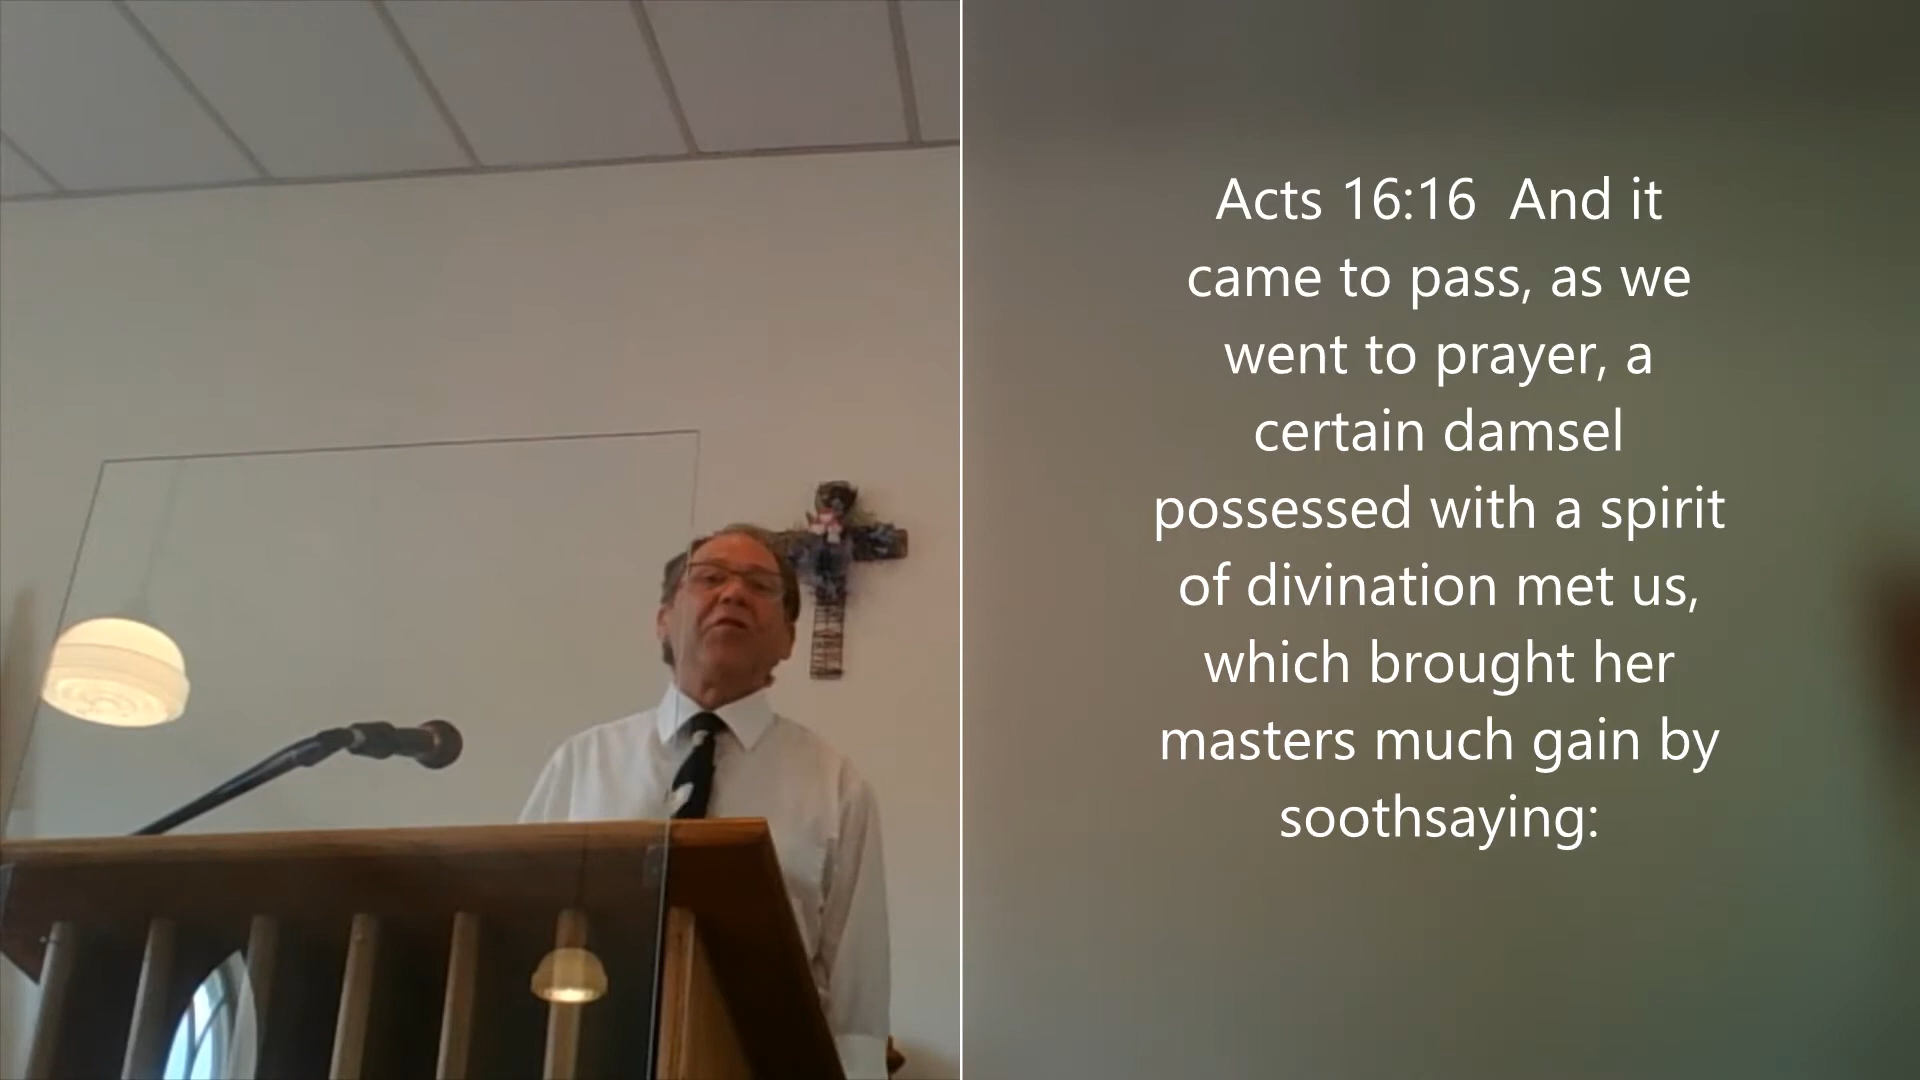 Acts 16:16  And it
came to pass, as we
went to prayer, a
certain damsel
possessed with a spirit
of divination met us,
which brought her
masters much gain by
soothsaying: